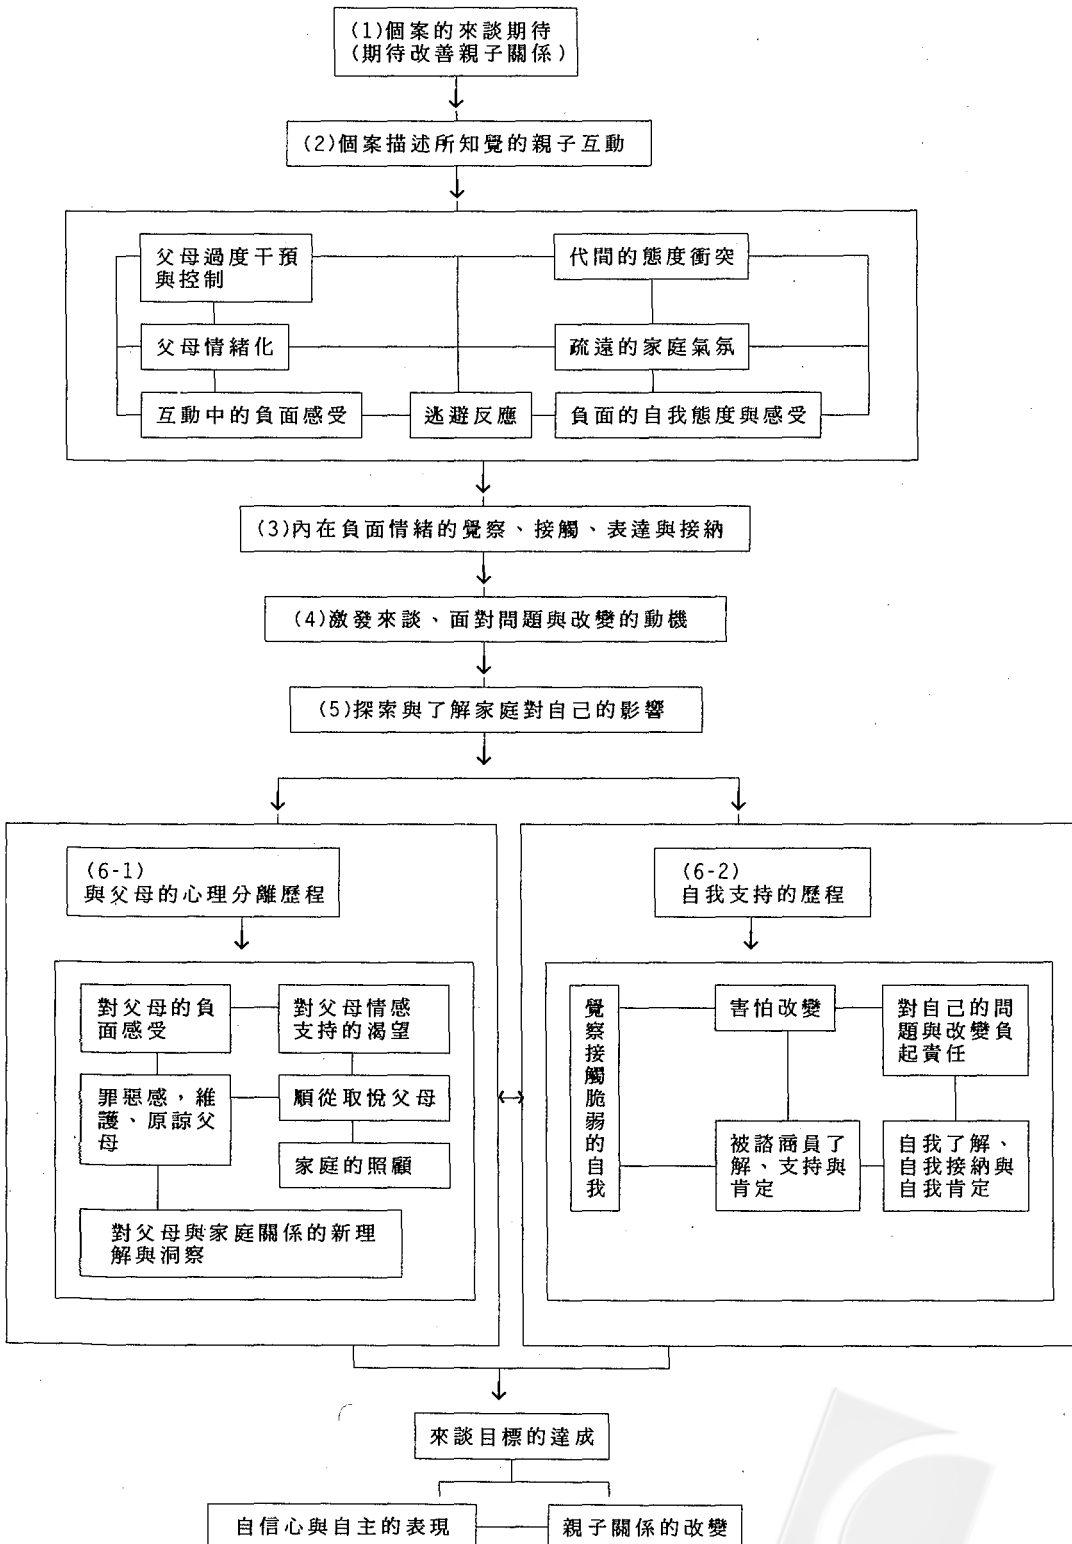 (1)個案的來談期待
(期待改善親子關係)
(2)個案描述所知覺的親子互動
父母過度干預
與控制
代間的態度衝突
父母情緒化
疏遠的家庭氣氛
互動中的負面感受
逃避反應
負面的自我態度與感受
(3)內在負面情緒的覺察、接觸、表達與接納
(4)激發來談、面對問題與改變的動機
(5)探索與了解家庭對自己的影響
(6-1)
與父母的心理分離歷程
對父母的負
面感受
對父母情感
支持的渴望
罪惡感，維
護、原諒父
母
順從取悅父母
家庭的照顧
對父母與家庭關係的新理
解與洞察
(6-2)
自我支持的歷程
覺察接觸脆弱的自我
害怕改變
對自己的問
題與改變負
起責任
被諮商員了
解、支持與
肯定
自我了解、
自我接納與
自我肯定
來談目標的達成
自信心與自主的表現
親子關係的改變